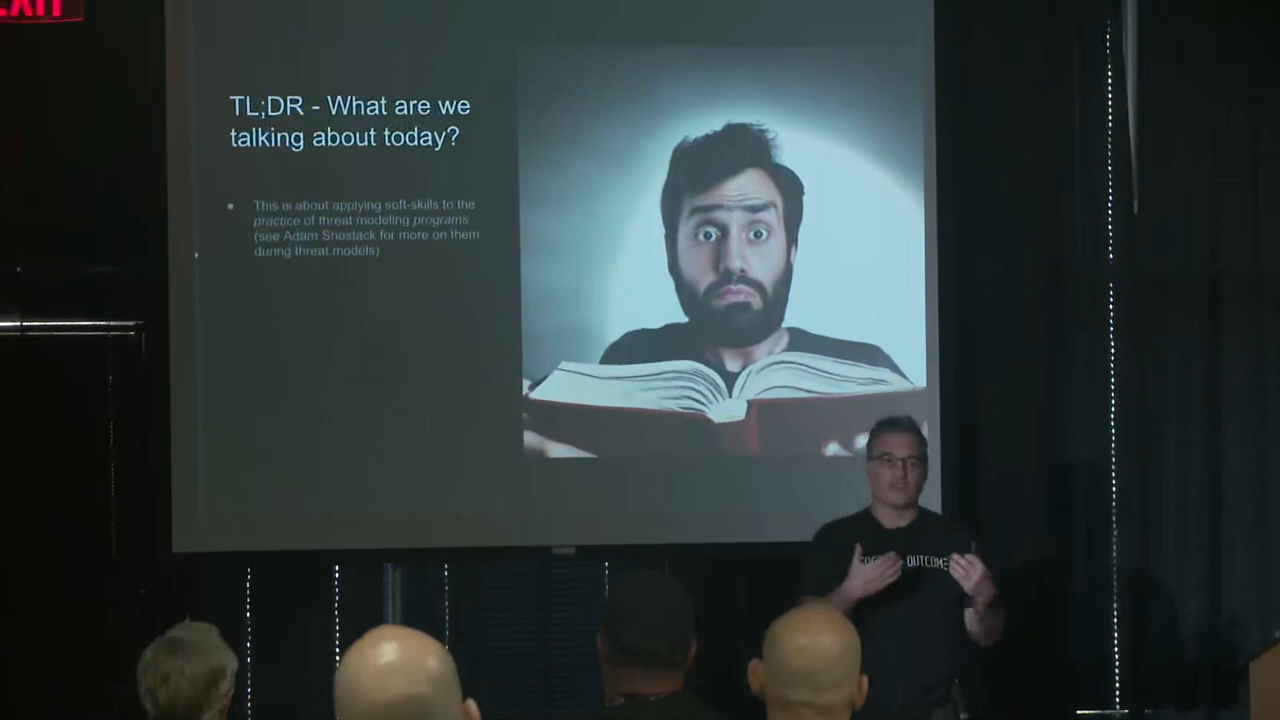 EXIT
TL;DR - What are we
talking about today?
This is about applying soft-skills to the
practice of threat modeling programs
(see Adam Shostack for more on them
during threat models)
OUTCOME